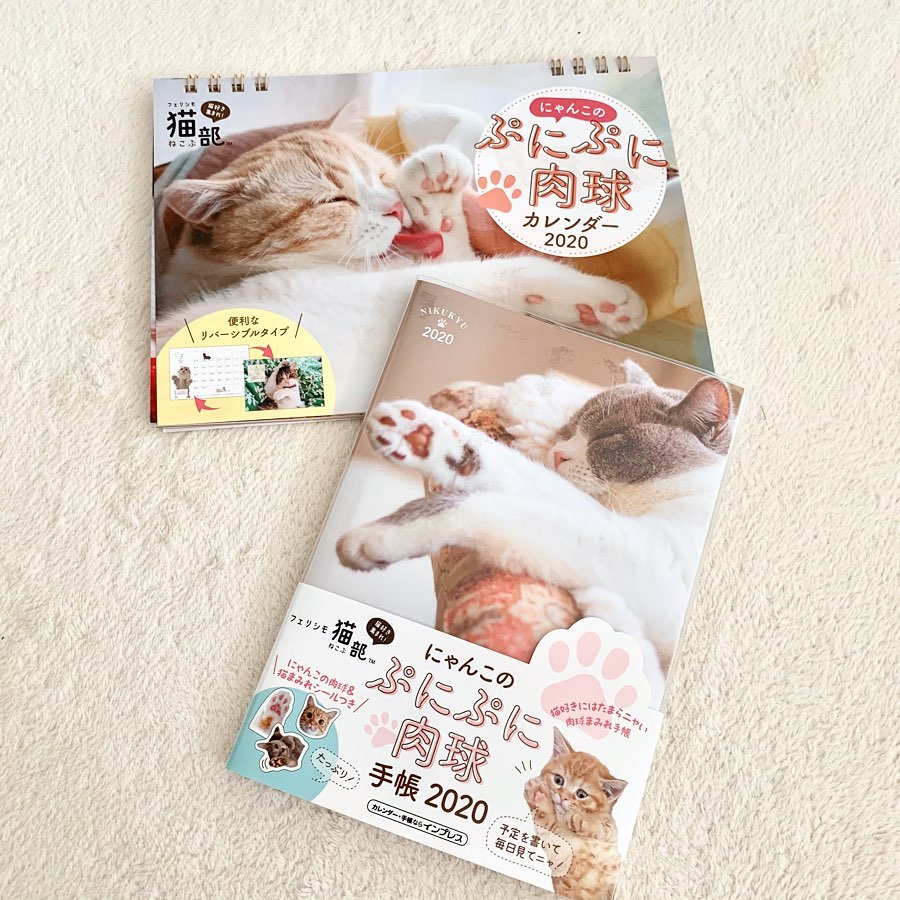 フェリシモ
猫部™
ねこぶ
猫好き
集まれ!
にゃんこの
ぷにぷに
肉球
カレンダー
2020
便利な
リバーシブルタイプ
NIKUKYU
2020
フェリシモ
猫部™
ねこぶ
猫好き
集まれ!
にゃんこの
ぷにぷに
肉球
手帳 2020
にゃんこの肉球&
猫まみれシールつき
たっぷり!
猫好きにはたまらニャい
肉球まみれ手帳
カレンダー・手帳ならインプレス
予定を書いて
毎日見てニャ!